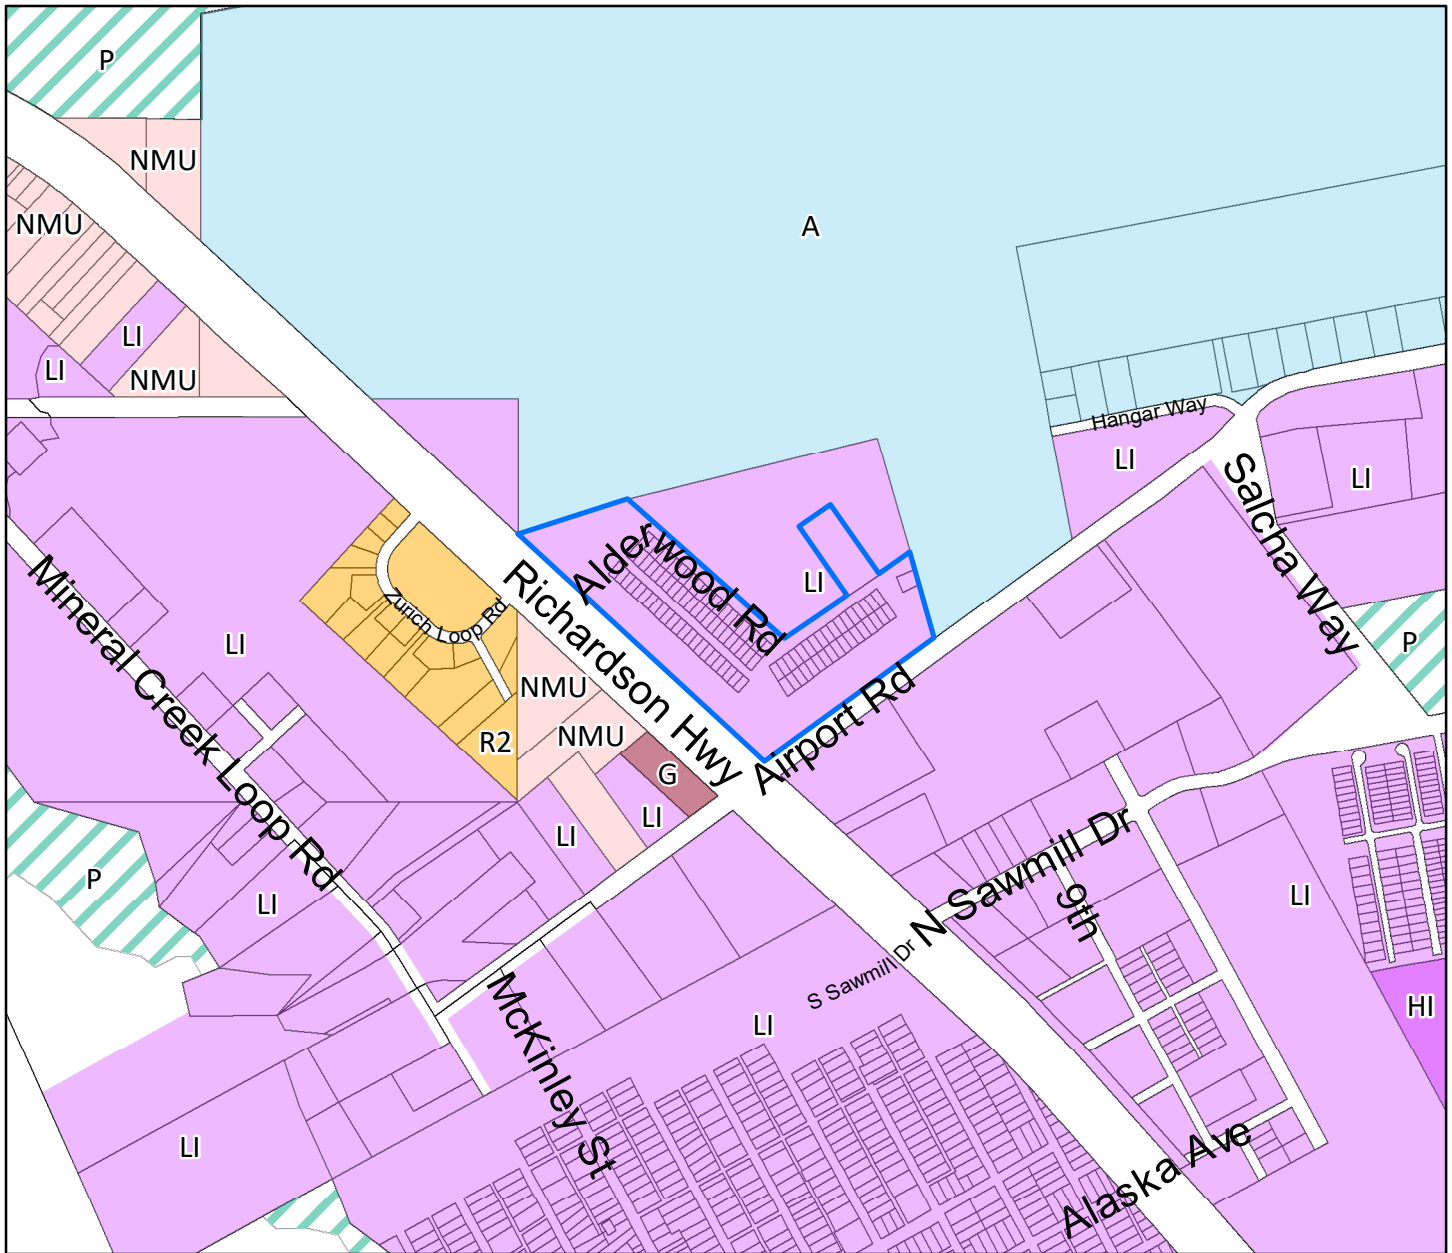 P
NMU
NMU
A
LI
LI
NMU
Hangar Way
LI
Salcha Way
LI
Alderwood Rd
LI
Richardson Hwy
Zurich Loop Rd
Mineral Creek Loop Rd
LI
P
NMU
Airport Rd
R2
NMU
G
LI
LI
N Sawmill Dr
P
LI
9th
LI
S Sawmill Dr
McKinley St
LI
HI
LI
Alaska Ave